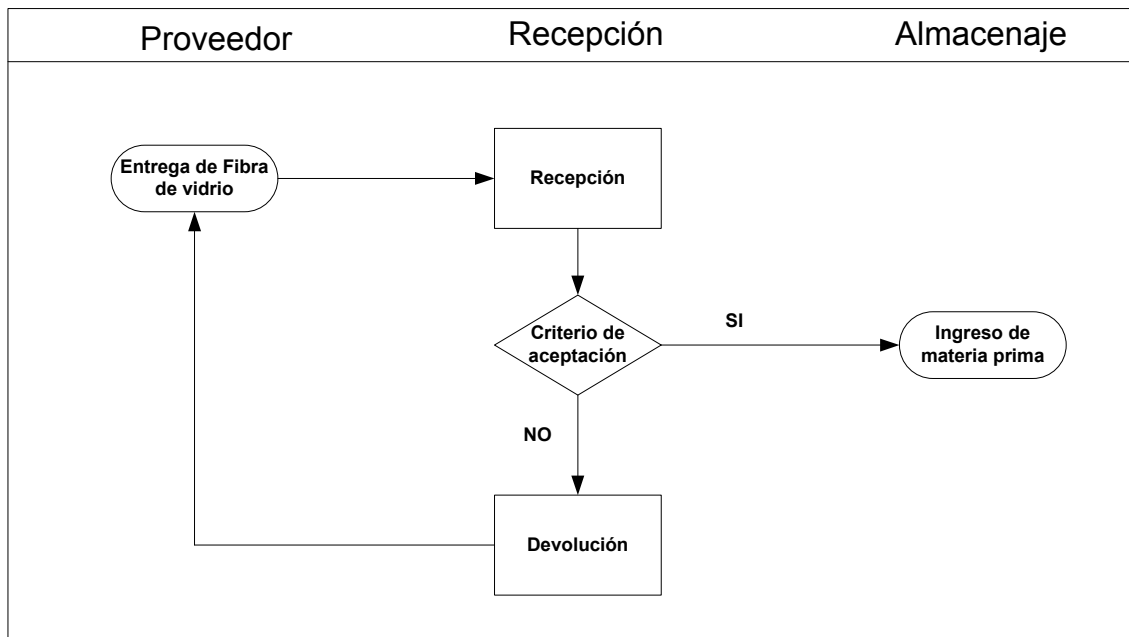 Proveedor
Recepción
Almacenaje
Entrega de Fibra
de vidrio
Recepción
Criterio de
aceptación
SI
Ingreso de
materia prima
NO
Devolución